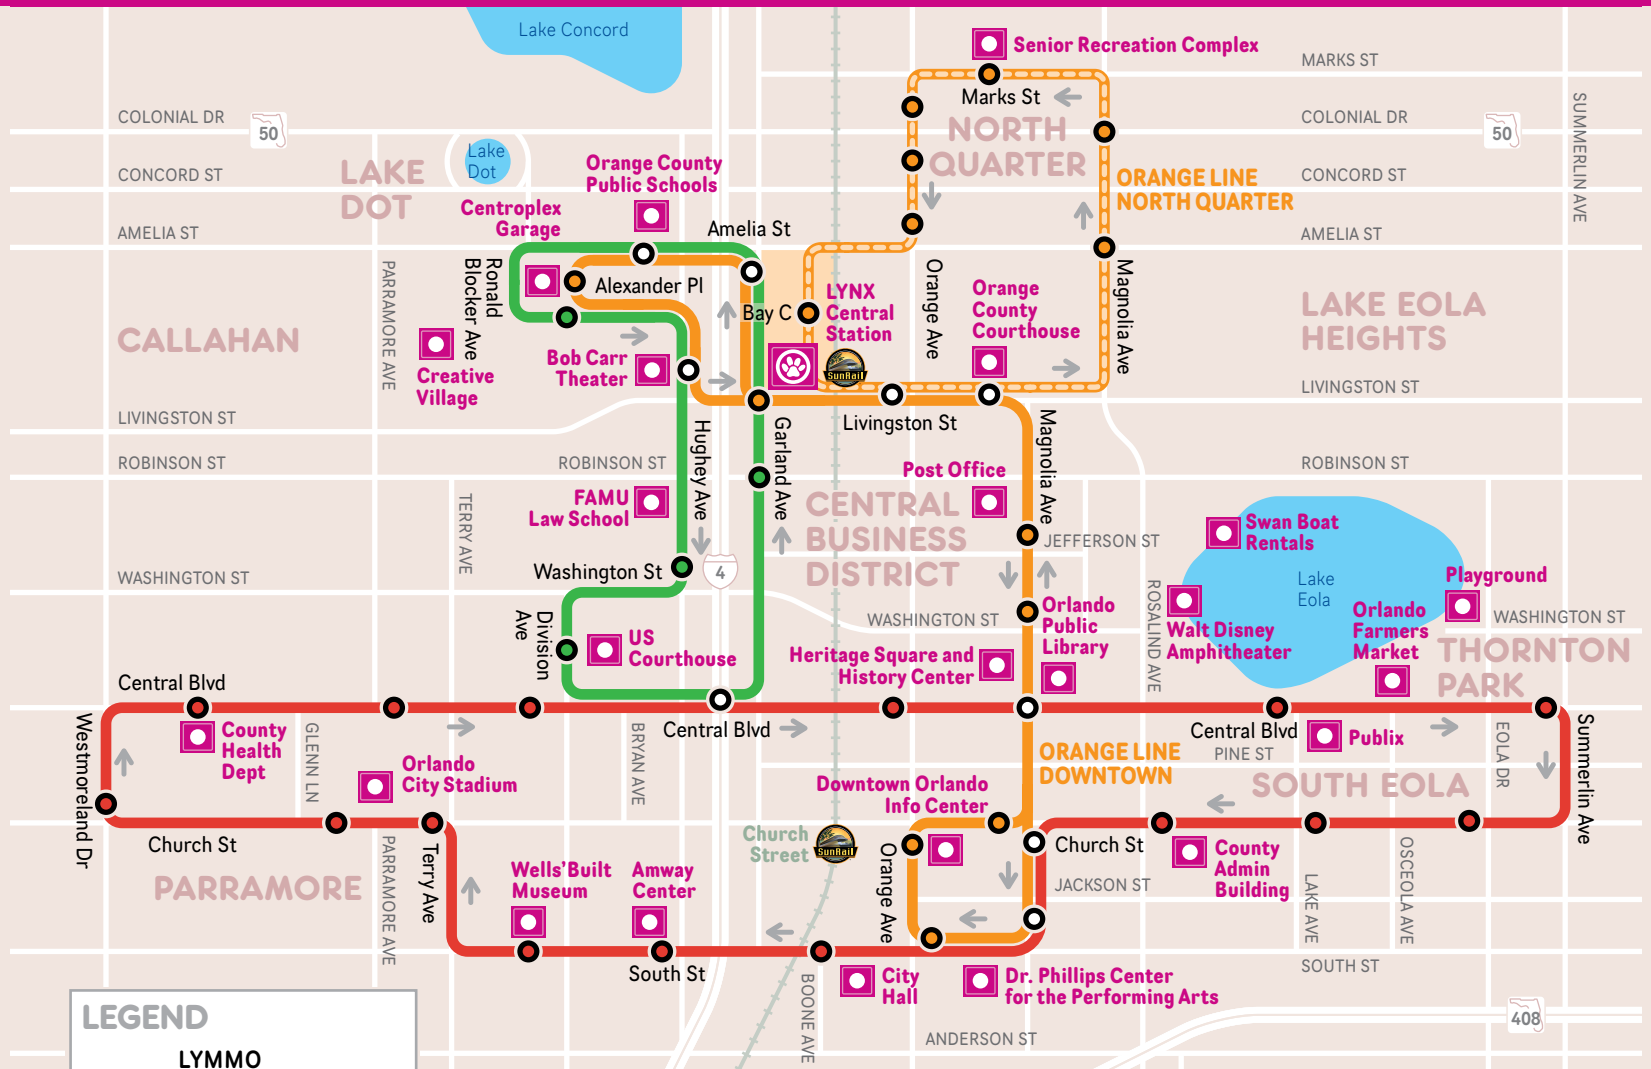 Lake Concord
Senior Recreation Complex
MARKS ST
Marks St
COLONIAL DR
50
COLONIAL DR
50
SUMMERLIN AVE
NORTH
QUARTER
Lake
Dot
LAKE
DOT
CONCORD ST
Orange County
Public Schools
CONCORD ST
ORANGE LINE
NORTH QUARTER
Centroplex
Garage
AMELIA ST
Amelia St
AMELIA ST
PARRAMORE AVE
Ronald
Blocker Ave
Alexander Pl
Bay C
LYNX
Central
Station
Orange Ave
Orange
County
Courthouse
Magnolia Ave
LAKE EOLA
HEIGHTS
CALLAHAN
Creative
Village
Bob Carr
Theater
SunRail
LIVINGSTON ST
LIVINGSTON ST
Livingston St
Hughey Ave
Garland Ave
Magnolia Ave
ROBINSON ST
ROBINSON ST
ROBINSON ST
Post Office
TERRY AVE
FAMU
Law School
CENTRAL
BUSINESS
DISTRICT
JEFFERSON ST
Swan Boat
Rentals
Lake
Eola
Playground
WASHINGTON ST
Washington St
4
ROSALIND AVE
Walt Disney
Amphitheater
Orlando
Farmers
Market
WASHINGTON ST
WASHINGTON ST
Orlando
Public
Library
Division
Ave
US
Courthouse
Heritage Square and
History Center
THORNTON
PARK
Central Blvd
Central Blvd
Central Blvd
Westmoreland Dr
County
Health
Dept
GLENN LN
Orlando
City Stadium
BRYAN AVE
ORANGE LINE
DOWNTOWN
PINE ST
Publix
EOLA DR
Summerlin Ave
SOUTH EOLA
Downtown Orlando
Info Center
Church
Street
SunRail
Church St
Church St
PARRAMORE
PARRAMORE AVE
Terry Ave
Wells'Built
Museum
Amway
Center
Orange Ave
JACKSON ST
County
Admin
Building
LAKE AVE
OSCEOLA AVE
South St
SOUTH ST
BOONE AVE
City
Hall
Dr. Phillips Center
for the Performing Arts
ANDERSON ST
408
LEGEND
LYMMO